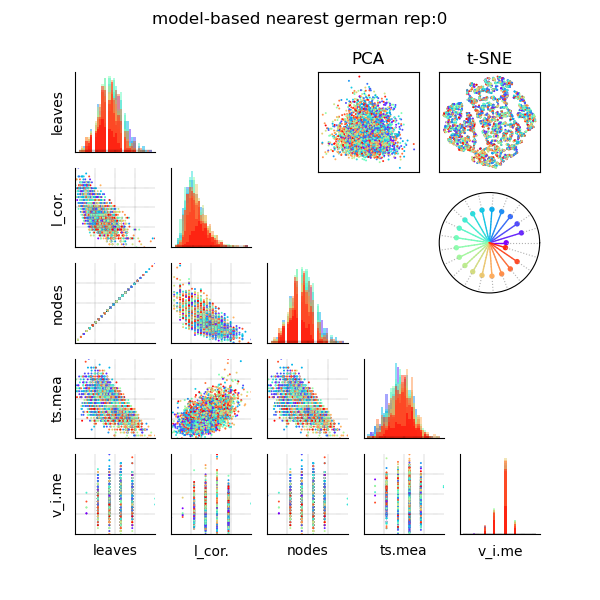 model-based nearest german rep:0
PCA
t-SNE
leaves
l_cor.
nodes
ts.mea
v_i.me
leaves
l_cor.
nodes
ts.mea
v_i.me